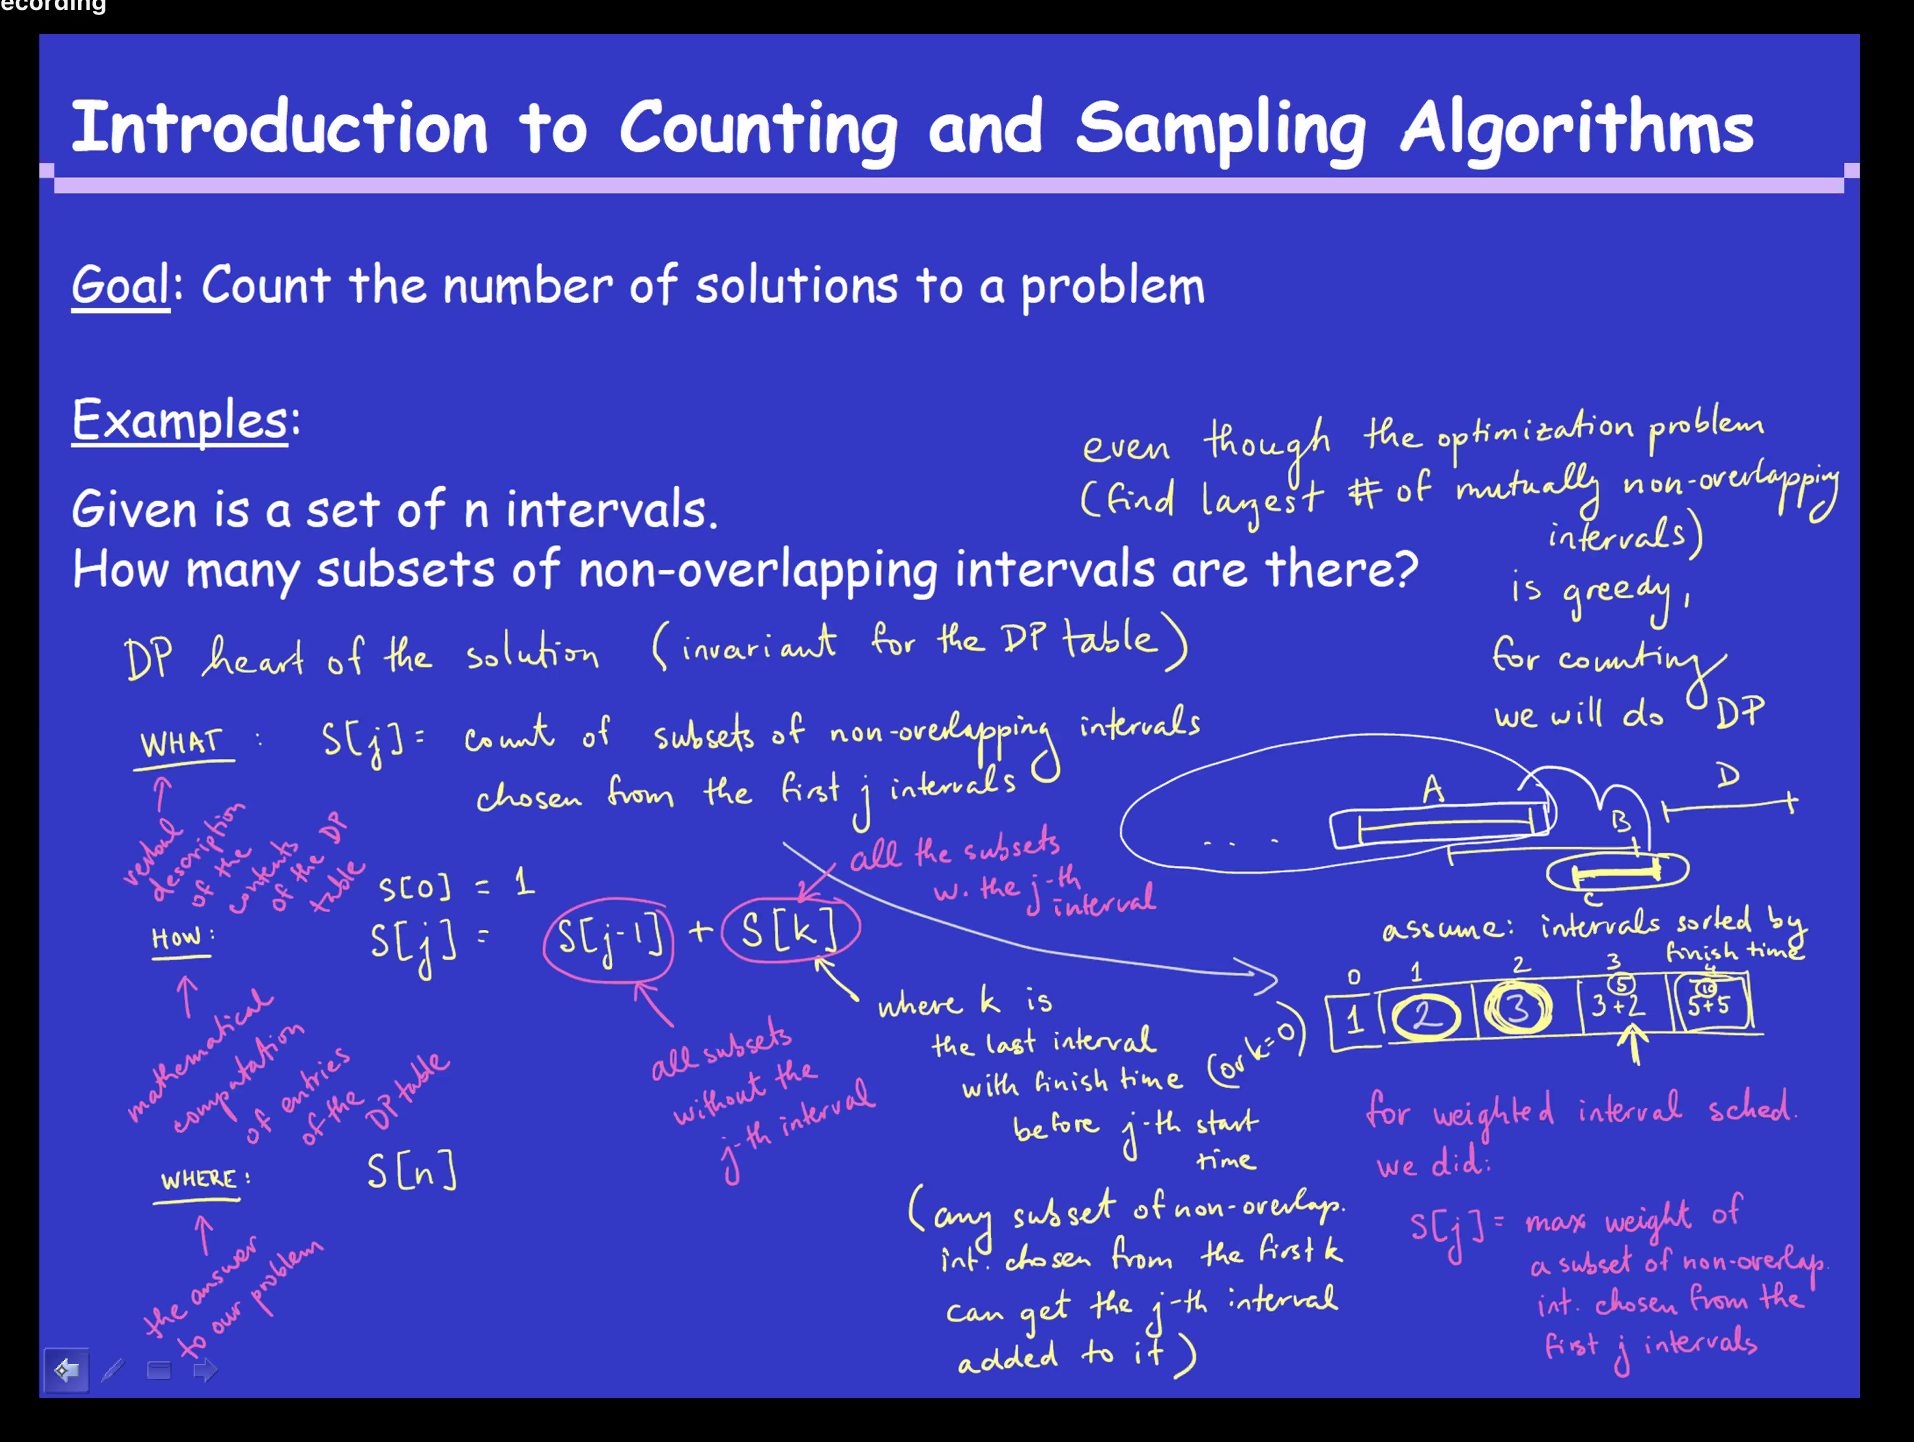 ecording
Introduction to Counting and Sampling Algorithms
Goal: Count the number of solutions to a problem
Examples:
Given is a set of n intervals.
How many subsets of non-overlapping intervals are there?
even though the optimization problem
(find largest # of mutually non-overlapping
intervals)
is greedy,
for counting
we will do DP
DP heart of the solution (invariant for the DP table)
WHAT : S[j] = count of subsets of non-overlapping intervals
chosen from the first j intervals
verbal
description
of the
contents
of the DP
table
S[0] = 1
HOW: S[j] = S[j-1] + S[k]
all the subsets
w. the j-th
interval
all subsets
without the
j-th interval
where k is
the last interval
with finish time (or k=0)
before j-th start
time
(any subset of non-overlap.
int. chosen from the first k
can get the j-th interval
added to it)
mathematical
computation
of entries
of the
DP table
WHERE: S[n]
the answer
to our problem
A
B
C
D
. . .
assume: intervals sorted by
finish time
0 1 2 3 4
5 10
1 2 3 3+2 5+5
for weighted interval sched.
we did:
S[j] = max weight of
a subset of non-overlap.
int. chosen from the
first j intervals